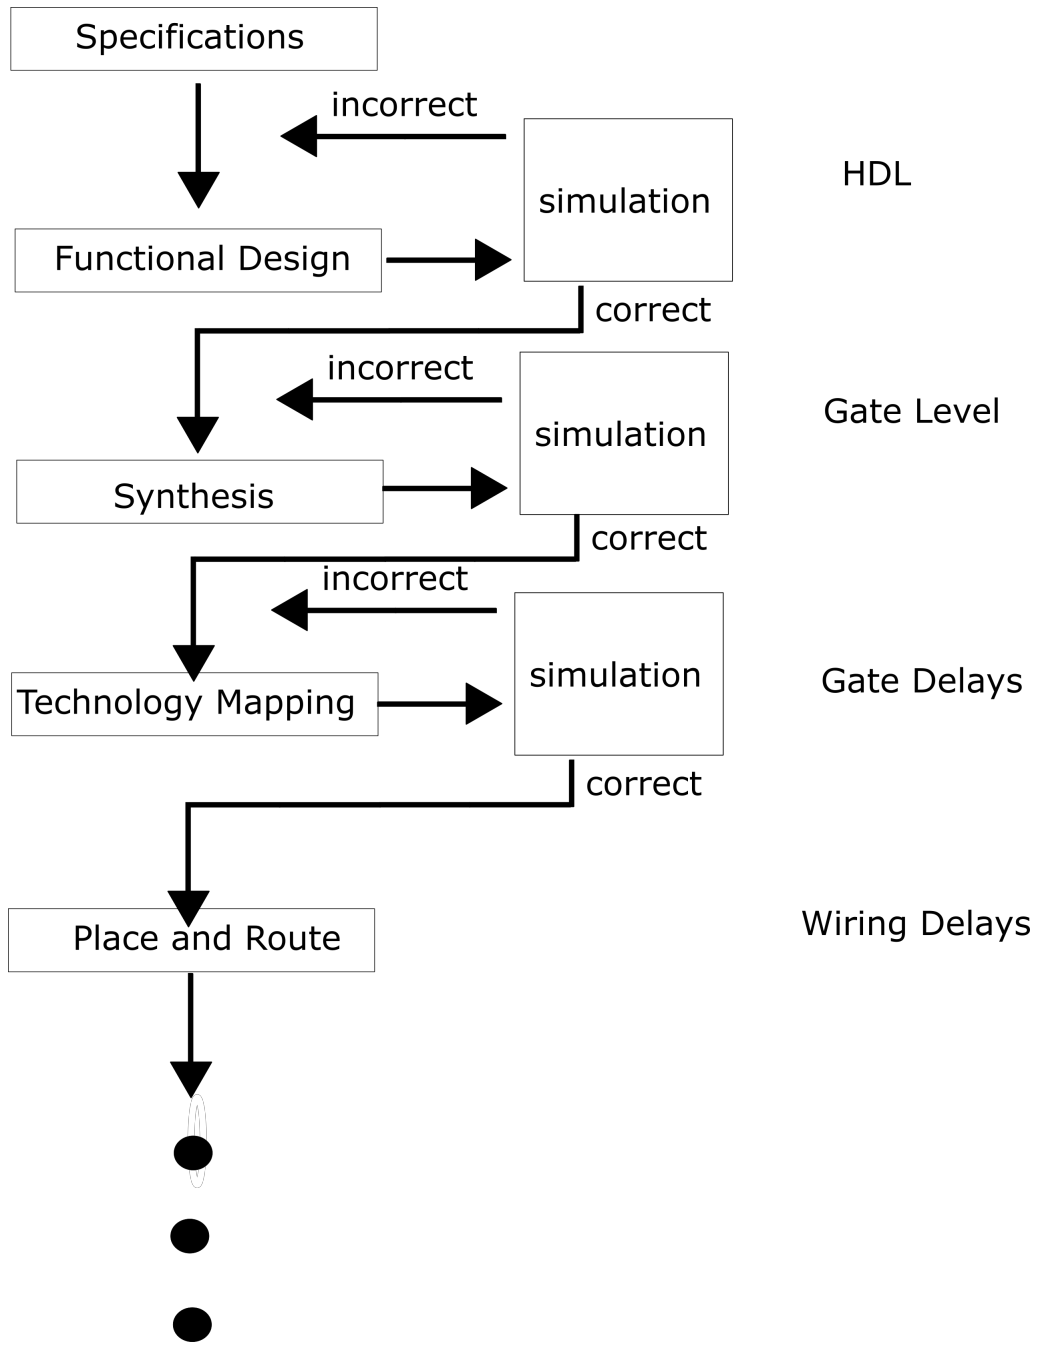 Specifications
incorrect
simulation
HDL
Functional Design
correct
incorrect
simulation
Gate Level
Synthesis
correct
incorrect
simulation
Gate Delays
Technology Mapping
correct
Place and Route
Wiring Delays